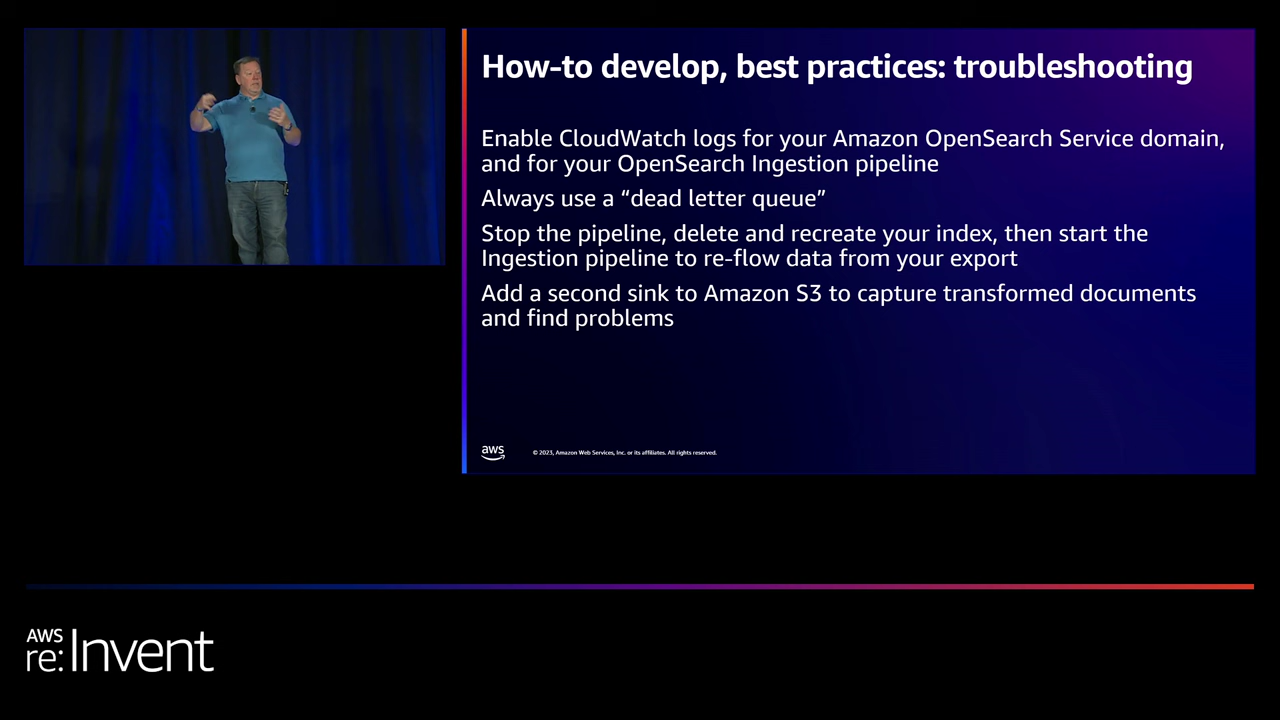 How-to develop, best practices: troubleshooting
Enable CloudWatch logs for your Amazon OpenSearch Service domain,
and for your OpenSearch Ingestion pipeline
Always use a “dead letter queue”
Stop the pipeline, delete and recreate your index, then start the
Ingestion pipeline to re-flow data from your export
Add a second sink to Amazon S3 to capture transformed documents
and find problems
aws
© 2023, Amazon Web Services, Inc. or its affiliates. All rights reserved.
AWS
re:Invent